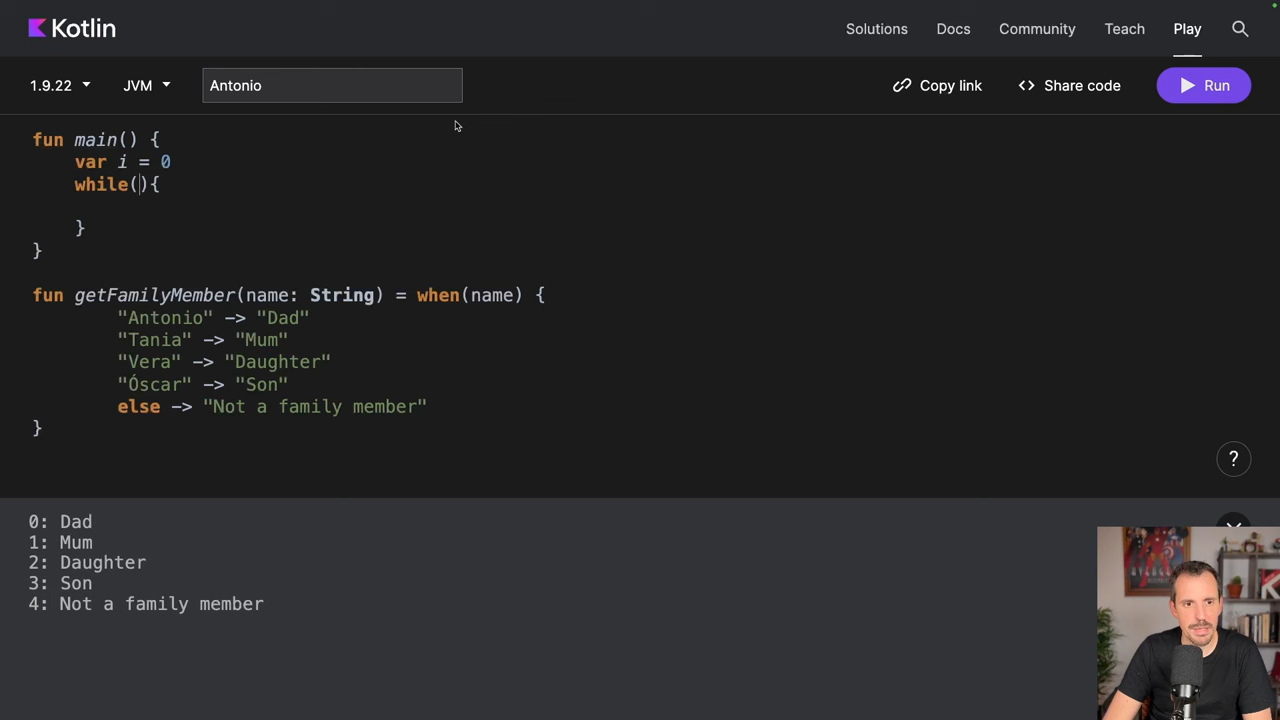 Kotlin
Solutions Docs Community Teach Play
1.9.22 JVM Antonio Copy link Share code Run
fun main() {
    var i = 0
    while(){
    }
}
fun getFamilyMember(name: String) = when(name) {
        "Antonio" -> "Dad"
        "Tania" -> "Mum"
        "Vera" -> "Daughter"
        "Óscar" -> "Son"
        else -> "Not a family member"
}
?
0: Dad
1: Mum
2: Daughter
3: Son
4: Not a family member